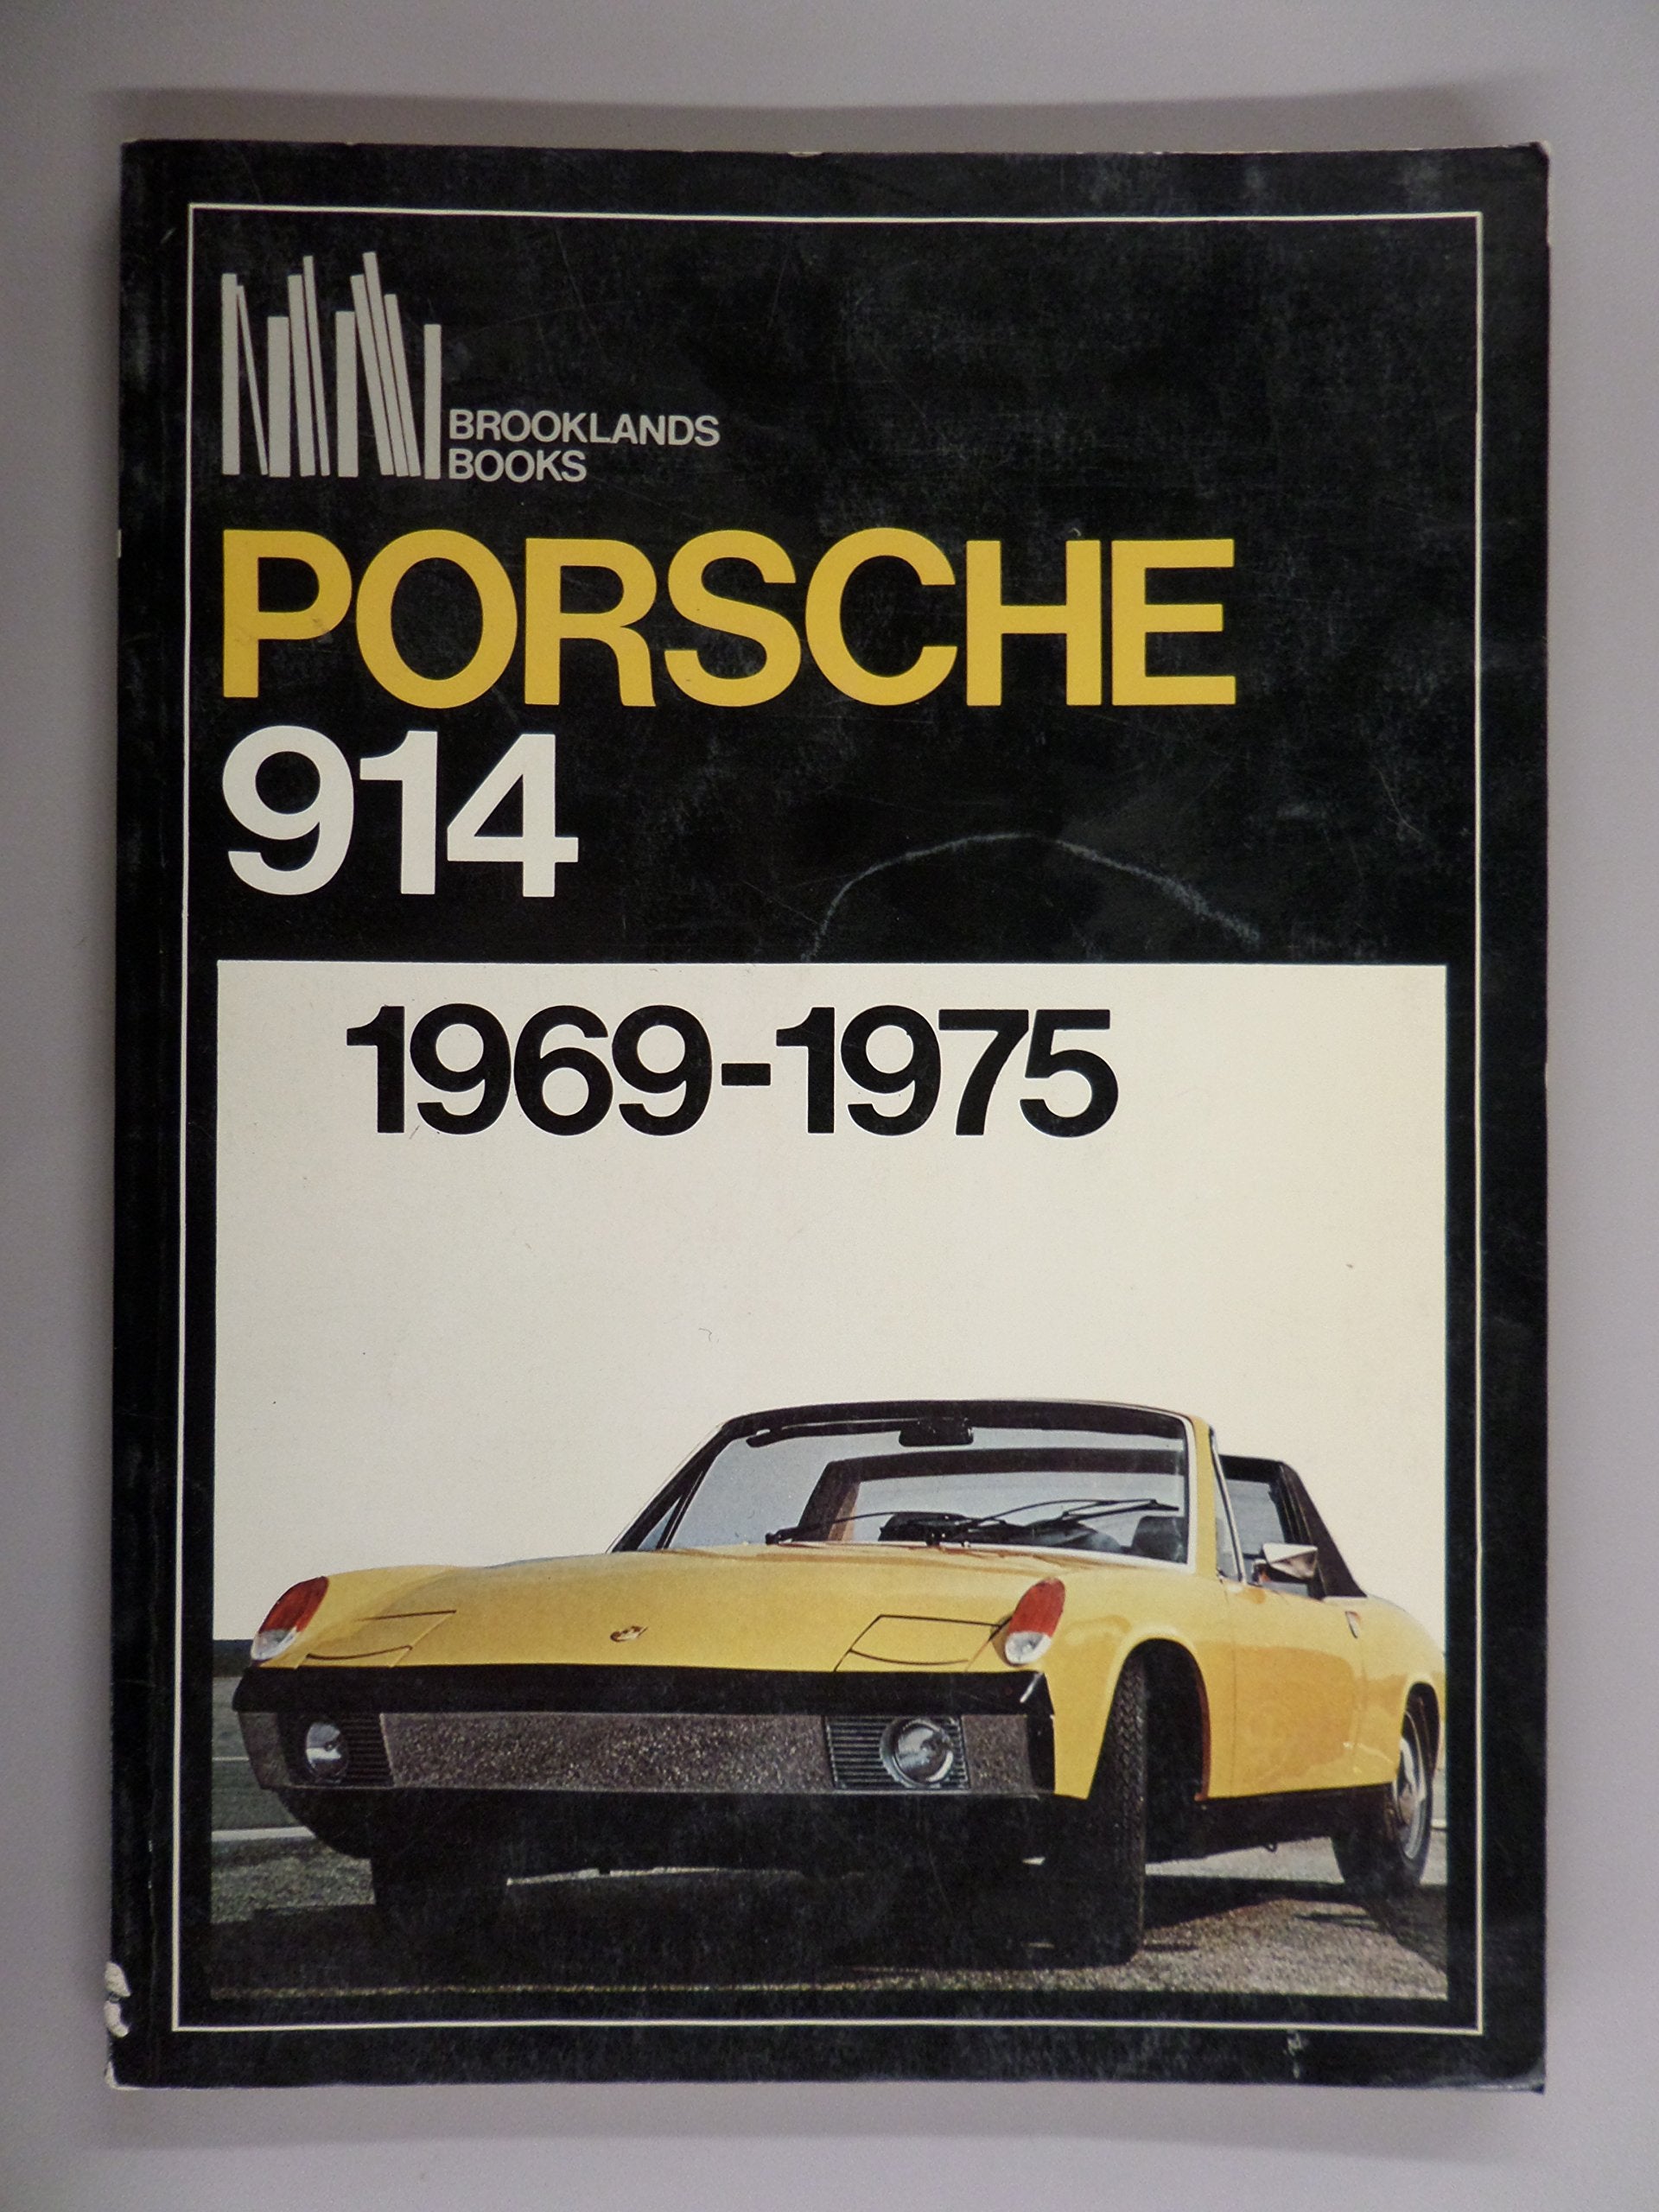 BROOKLANDS
BOOKS
PORSCHE
914
1969-1975